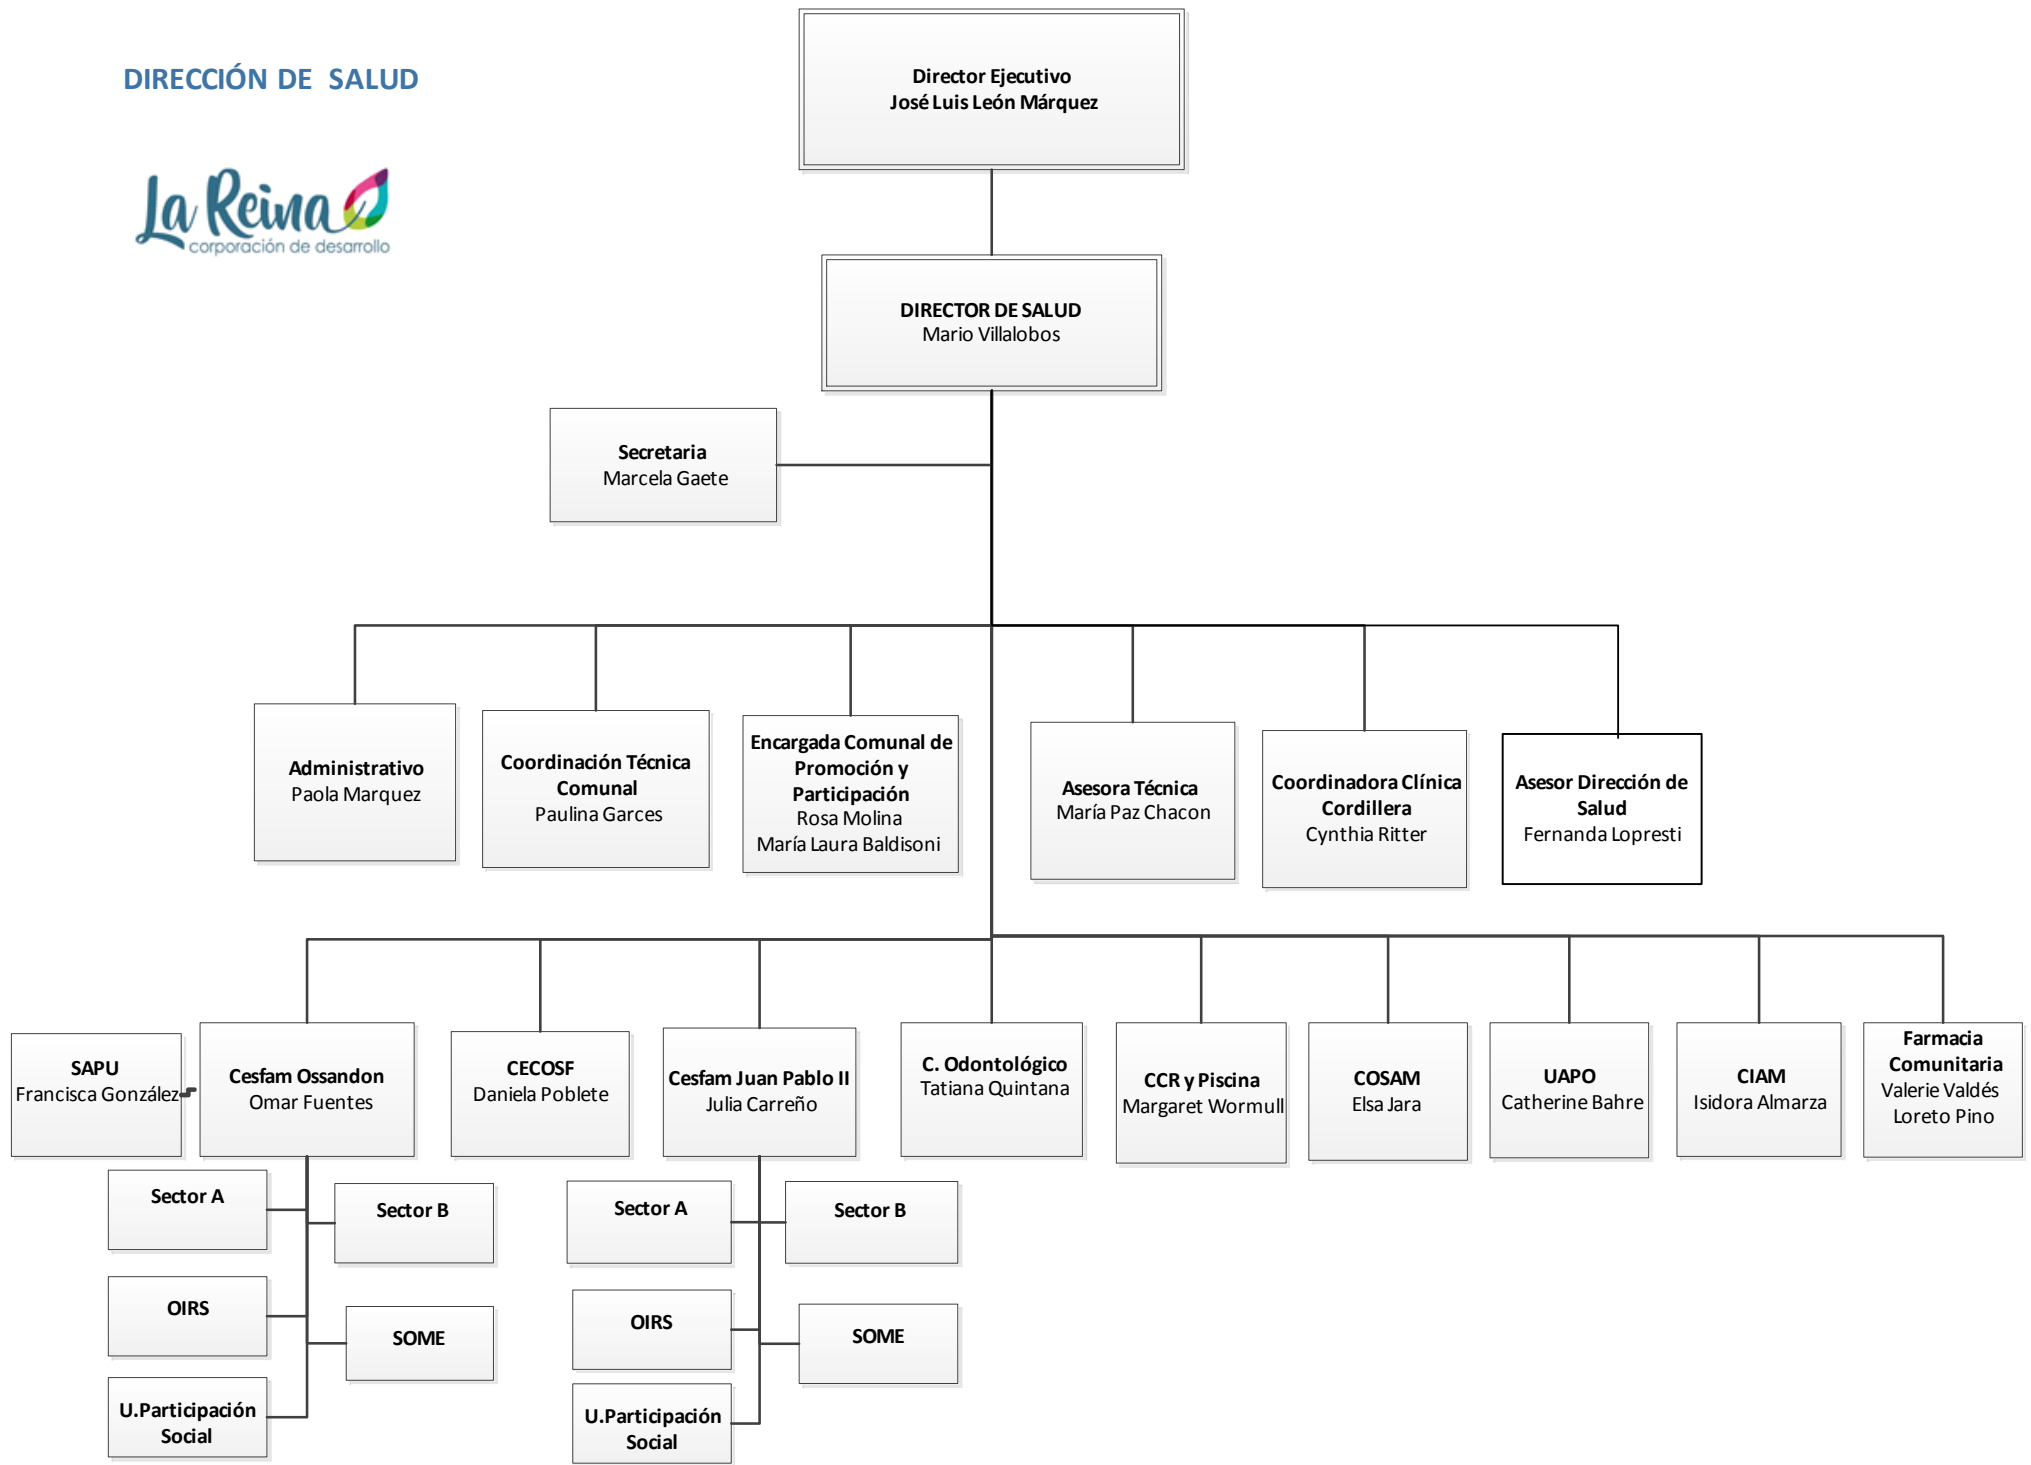 DIRECCIÓN DE SALUD
La Reina
corporación de desarrollo
Director Ejecutivo
José Luis León Márquez
DIRECTOR DE SALUD
Mario Villalobos
Secretaria
Marcela Gaete
Administrativo
Paola Marquez
Coordinación Técnica
Comunal
Paulina Garces
Encargada Comunal de
Promoción y
Participación
Rosa Molina
María Laura Baldisoni
Asesora Técnica
María Paz Chacon
Coordinadora Clínica
Cordillera
Cynthia Ritter
Asesor Dirección de
Salud
Fernanda Lopresti
SAPU
Francisca González
Cesfam Ossandon
Omar Fuentes
CECOSF
Daniela Poblete
Cesfam Juan Pablo II
Julia Carreño
C. Odontológico
Tatiana Quintana
CCR y Piscina
Margaret Wormull
COSAM
Elsa Jara
UAPO
Catherine Bahre
CIAM
Isidora Almarza
Farmacia
Comunitaria
Valerie Valdés
Loreto Pino
Sector A
Sector B
OIRS
SOME
U.Participación
Social
Sector A
Sector B
OIRS
SOME
U.Participación
Social